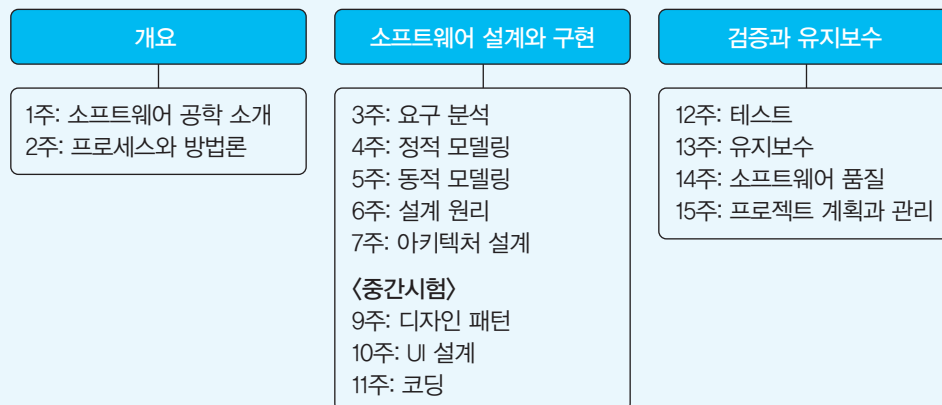 개요
1주: 소프트웨어 공학 소개
2주: 프로세스와 방법론
소프트웨어 설계와 구현
3주: 요구 분석
4주: 정적 모델링
5주: 동적 모델링
6주: 설계 원리
7주: 아키텍처 설계
〈중간시험〉
9주: 디자인 패턴
10주: UI 설계
11주: 코딩
검증과 유지보수
12주: 테스트
13주: 유지보수
14주: 소프트웨어 품질
15주: 프로젝트 계획과 관리